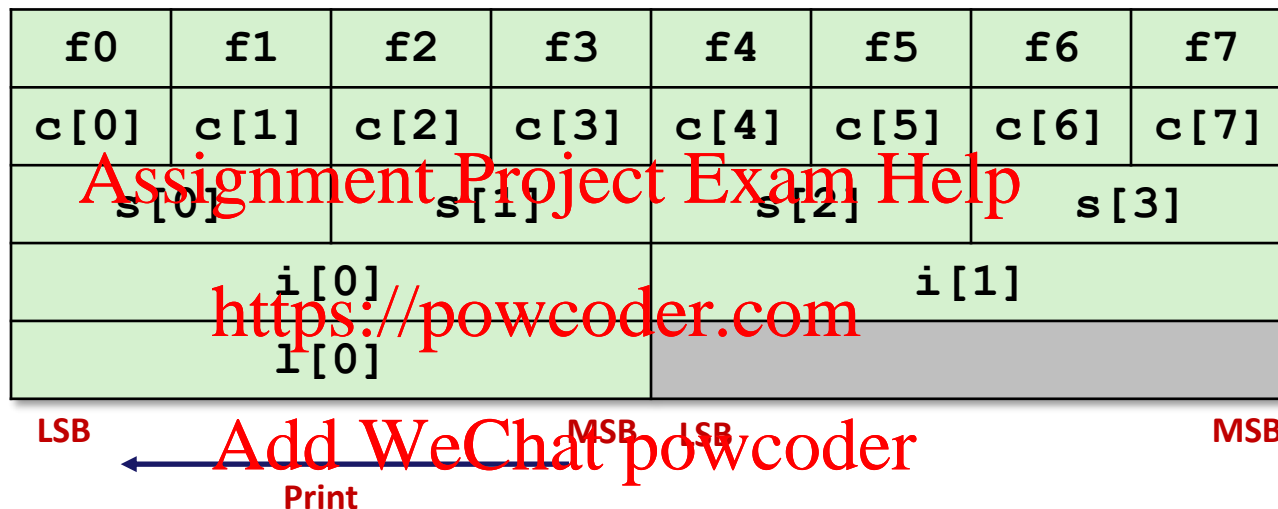 f0 f1 f2 f3 f4 f5 f6 f7
c[0] c[1] c[2] c[3] c[4] c[5] c[6] c[7]
Assignment Project Exam Help
s[0] s[1] s[2] s[3]
i[0] i[1]
https://powcoder.com
l[0]
LSB MSB LSB MSB
Add WeChat powcoder
Print